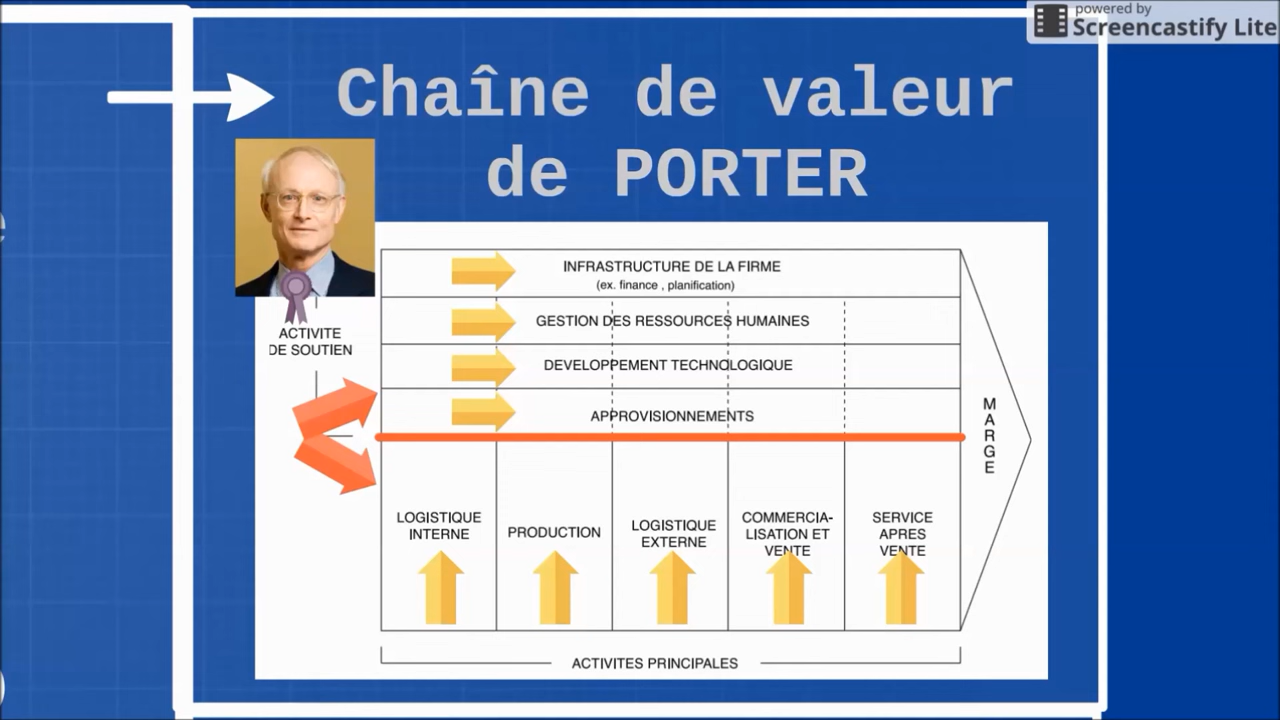 powered by
Screencastify Lite
Chaîne de valeur
de PORTER
INFRASTRUCTURE DE LA FIRME
(ex. finance , planification)
GESTION DES RESSOURCES HUMAINES
ACTIVITE
DE SOUTIEN
DEVELOPPEMENT TECHNOLOGIQUE
APPROVISIONNEMENTS
MARGE
LOGISTIQUE
INTERNE
PRODUCTION
LOGISTIQUE
EXTERNE
COMMERCIA-
LISATION ET
VENTE
SERVICE
APRES
VENTE
ACTIVITES PRINCIPALES